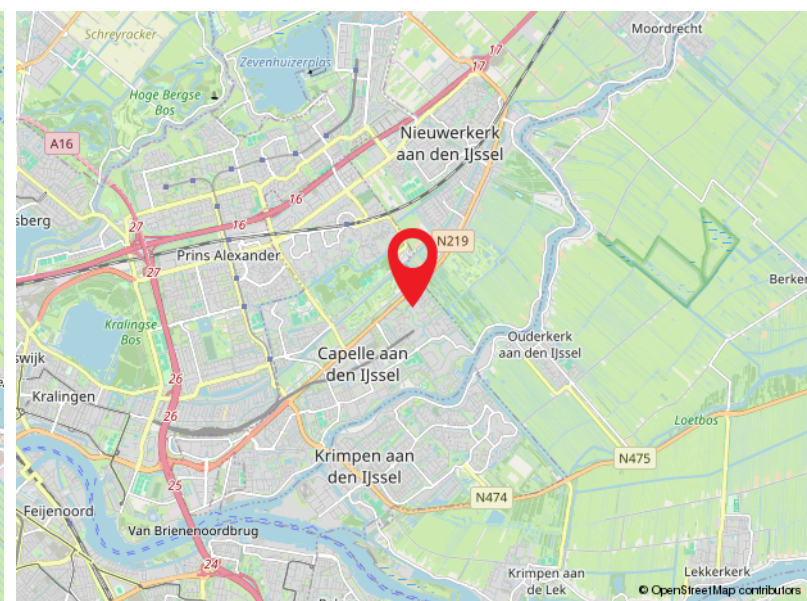 Schreyracker
Moordrecht
Zevenhuizerplas
17
17
Hoge Bergse
Bos
Nieuwerkerk
aan den IJssel
A16
16
sberg
27
16
N219
Prins Alexander
27
Berker
Kralingse
Bos
Ouderkerk
aan den IJssel
swijk
Capelle aan
den IJssel
26
Kralingen
26
Loetbos
Krimpen aan
den IJssel
N475
25
N474
Feijenoord
Van Brienenoordbrug
24
Krimpen aan
de Lek
Lekkerkerk
© OpenStreetMap contributors